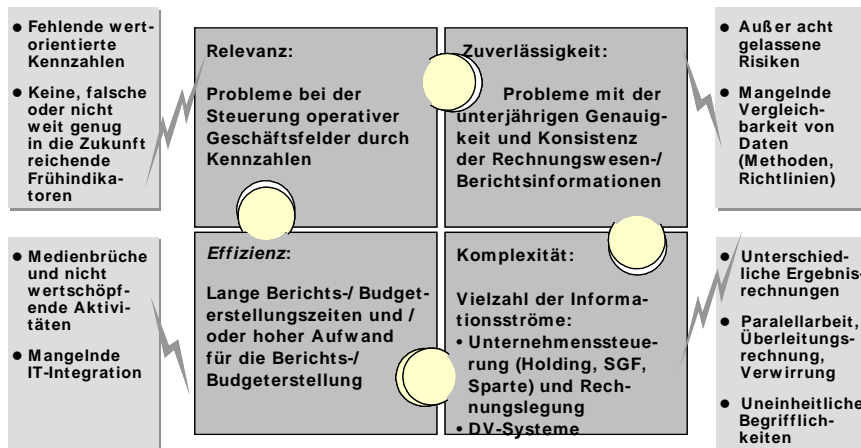 ● Fehlende wert-
orientierte
Kennzahlen
● Keine, falsche
oder nicht
weit genug
in die Zukunft
reichende
Frühindika-
toren
Relevanz:
Probleme bei der
Steuerung operativer
Geschäftsfelder durch
Kennzahlen
Zuverlässigkeit:
Probleme mit der
unterjährigen Genauig-
keit und Konsistenz
der Rechnungswesen-/
Berichtsinformationen
● Außer acht
gelassene
Risiken
● Mangelnde
Vergleich-
barkeit von
Daten
(Methoden,
Richtlinien)
● Medienbrüche
und nicht
wertschöpf-
ende Aktivi-
täten
● Mangelnde
IT-Integration
Effizienz:
Lange Berichts-/ Budget-
erstellungszeiten und /
oder hoher Aufwand
für die Berichts-/
Budgeterstellung
Komplexität:
Vielzahl der Informa-
tionsströme:
• Unternehmenssteue-
rung (Holding, SGF,
Sparte) und Rech-
nungslegung
• DV-Systeme
● Unterschied-
liche Ergebnis-
rechnungen
● Paralellarbeit,
Überleitungs-
rechnung,
Verwirrung
● Uneinheitliche
Begrifflich-
keiten